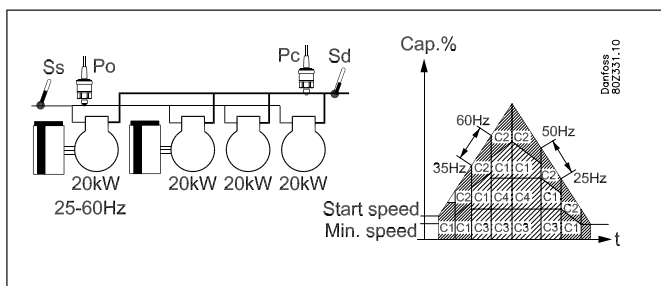 Ss
Po
Pc
Sd
20kW
20kW
20kW
20kW
25-60Hz
Cap.%
Danfoss
80Z331.10
60Hz
50Hz
35Hz
25Hz
C2 C2
C2 C1 C1 C2
C2 C1 C4 C4 C1 C2
C1 C1 C3 C3 C3 C3 C1
Start speed
Min. speed
t